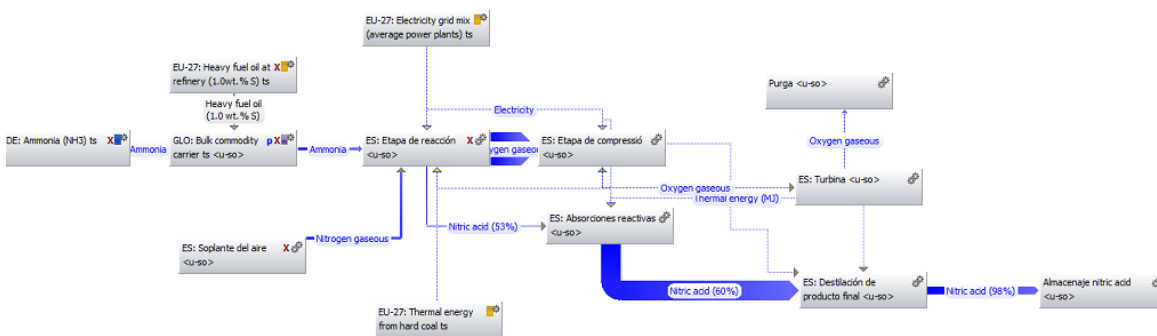 EU-27: Electricity grid mix
(average power plants) ts
EU-27: Heavy fuel oil at X
refinery (1.0wt.% S) ts
Heavy fuel oil
(1.0 wt.% S)
Purga <u-so>
Electricity
DE: Ammonia (NH3) ts X
Ammonia
GLO: Bulk commodity pX
carrier ts <u-so>
Ammonia
ES: Etapa de reacción X
<u-so>
ygen gaseou
ES: Etapa de compresió
<u-so>
Oxygen gaseous
ES: Turbina <u-so>
Oxygen gaseous
Thermal energy (MJ)
ES: Absorciones reactivas
<u-so>
Nitric acid (53%)
ES: Soplante del aire X
<u-so>
Nitrogen gaseous
ES: Destilación de
producto final <u-so>
Nitric acid (60%)
Nitric acid (98%)
Almacenaje nitric acid
<u-so>
EU-27: Thermal energy
from hard coal ts